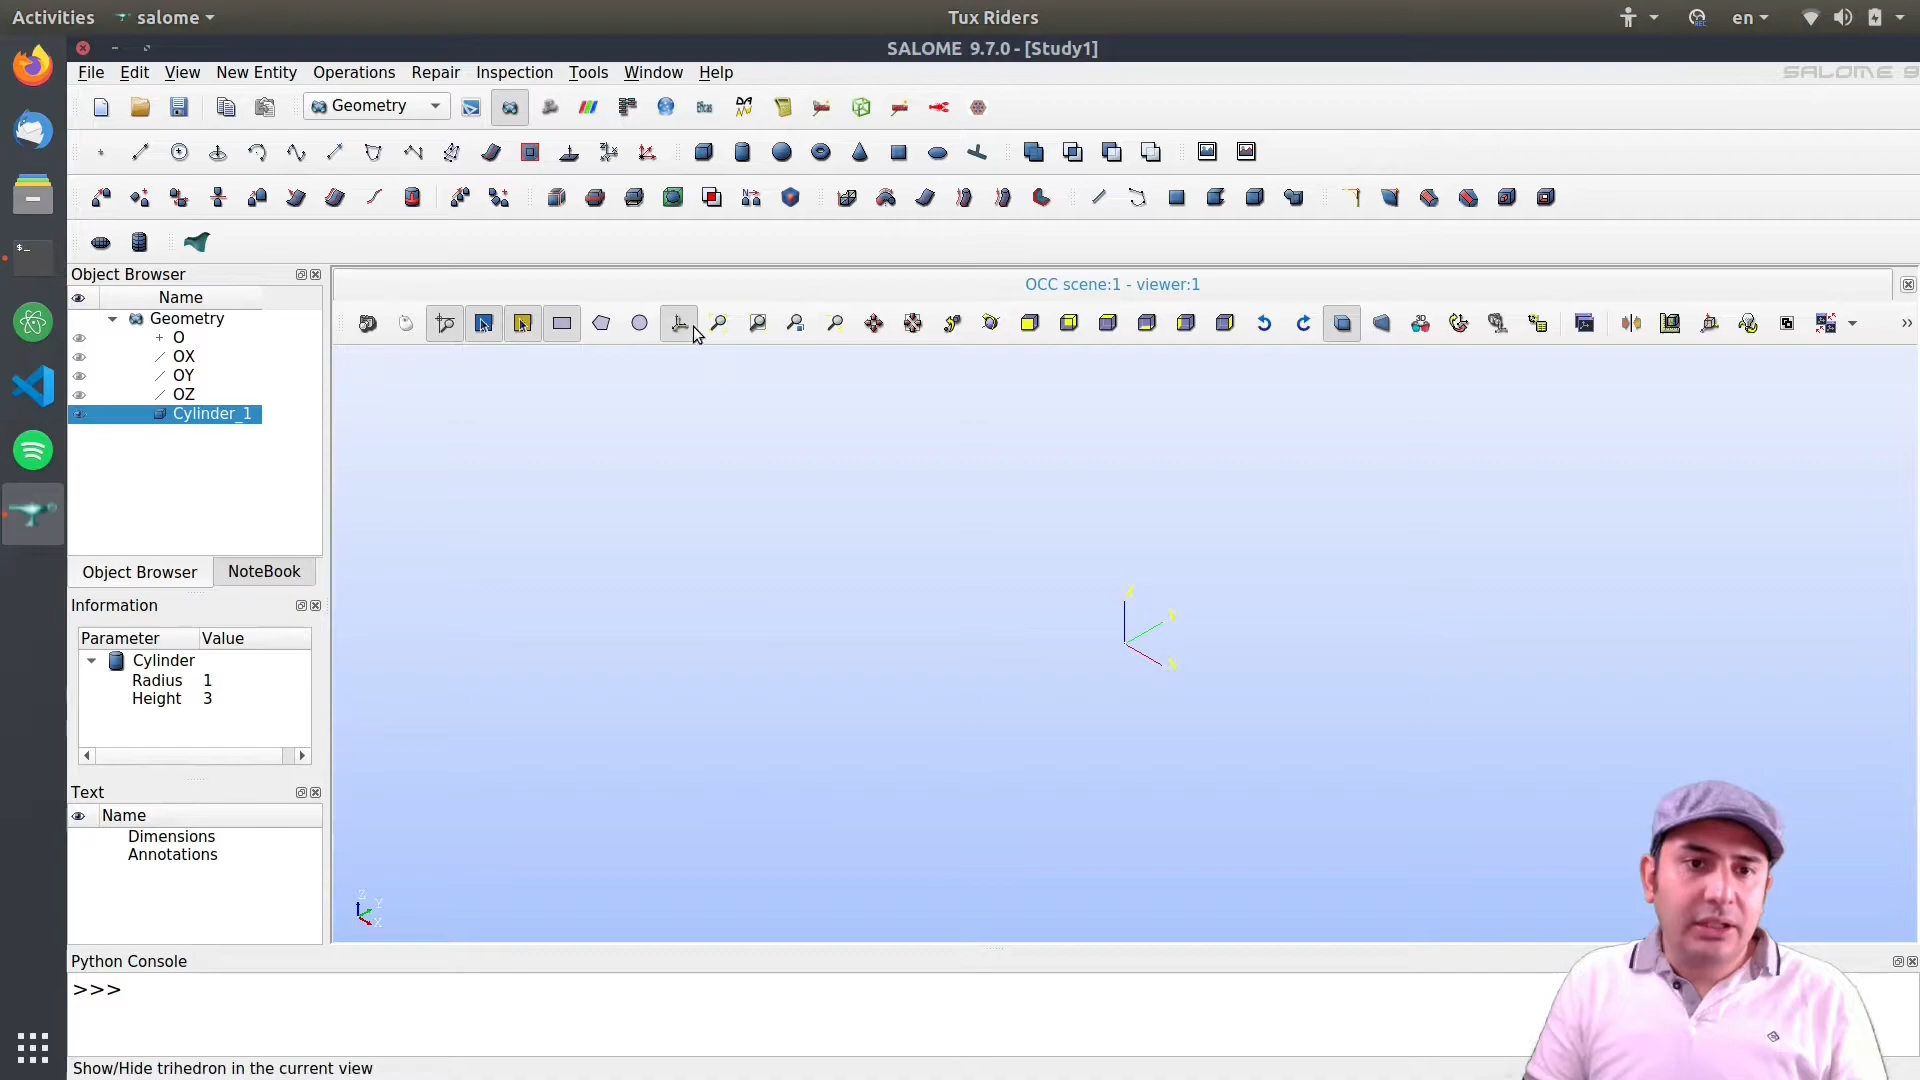 Activities
salome
Tux Riders
en
SALOME 9.7.0 - [Study1]
File Edit View New Entity Operations Repair Inspection Tools Window Help
SALOME 9
Geometry
Object Browser
Name
Geometry
O
OX
OY
OZ
Cylinder_1
Object Browser NoteBook
Information
Parameter Value
Cylinder
Radius 1
Height 3
Text
Name
Dimensions
Annotations
OCC scene:1 - viewer:1
Z
Y
X
Z
Y
X
Python Console
>>>
Show/Hide trihedron in the current view